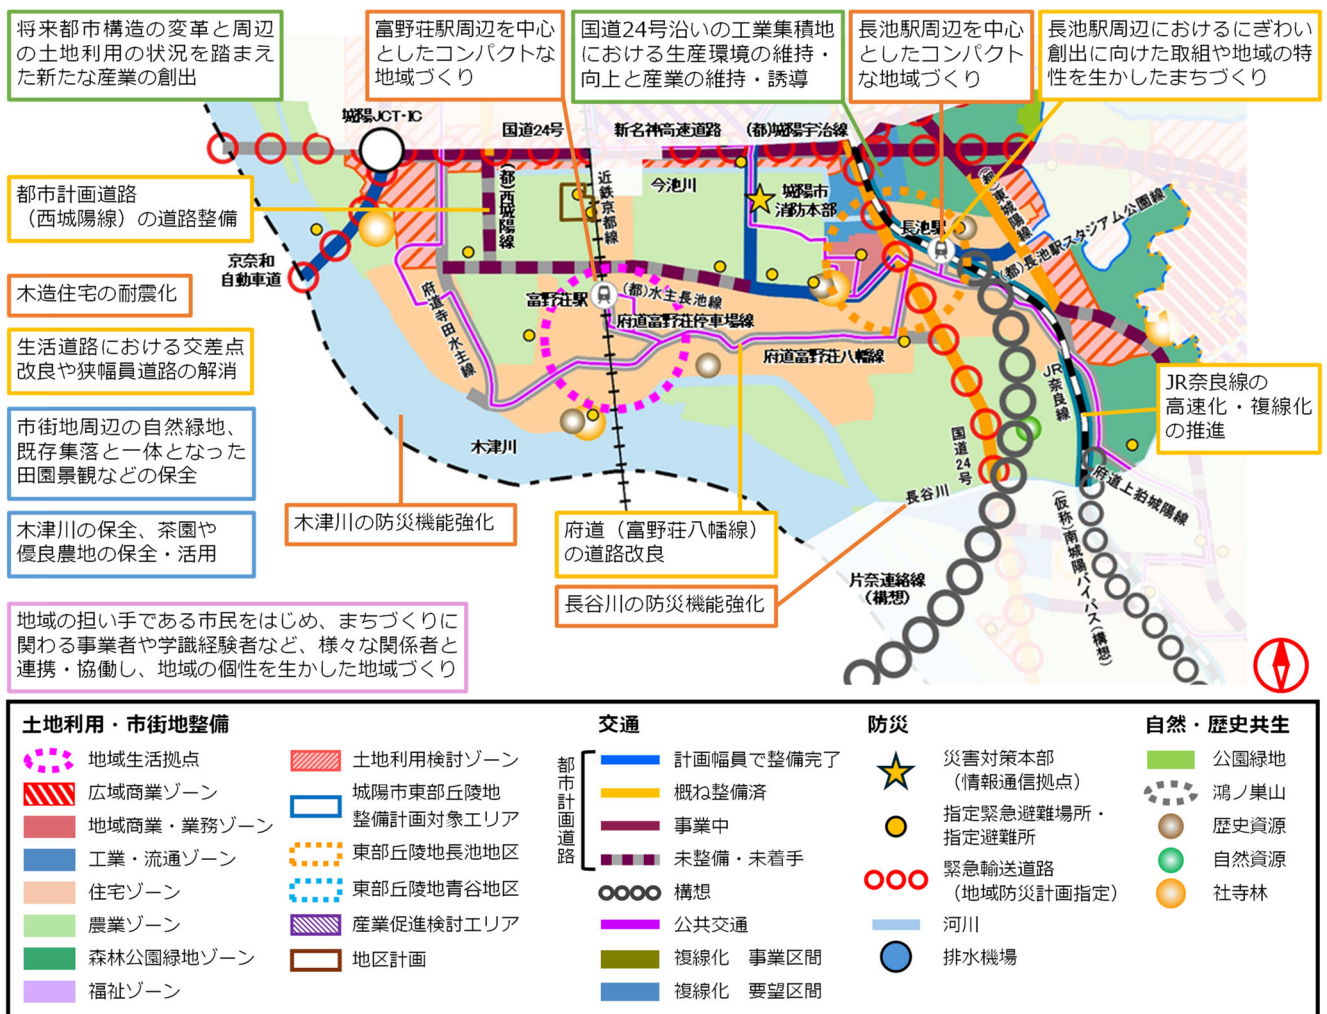 将来都市構造の変革と周辺
の土地利用の状況を踏まえ
た新たな産業の創出
富野荘駅周辺を中心
としたコンパクトな
地域づくり
国道24号沿いの工業集積地
における生産環境の維持・
向上と産業の維持・誘導
長池駅周辺を中心
としたコンパクト
な地域づくり
長池駅周辺におけるにぎわい
創出に向けた取組や地域の特
性を生かしたまちづくり
城陽JCT・IC
国道24号
新名神高速道路
(都)城陽宇治線
都市計画道路
（西城陽線）の道路整備
(都)西城陽線
近鉄京都線
今池川
城陽市
消防本部
長池駅
(都)東城陽線
(都)長池駅スタジアム公園線
京奈和
自動車道
木造住宅の耐震化
府道寺田水主線
富野荘駅
(都)水主長池線
府道富野荘停車場線
府道富野荘八幡線
生活道路における交差点
改良や狭幅員道路の解消
JR奈良線
JR奈良線の
高速化・複線化
の推進
市街地周辺の自然緑地、
既存集落と一体となった
田園景観などの保全
木津川
国道24号
長谷川
府道上狛城陽線
(仮称)南城陽バイパス(構想)
木津川の保全、茶園や
優良農地の保全・活用
木津川の防災機能強化
府道（富野荘八幡線）
の道路改良
長谷川の防災機能強化
片奈連絡線
(構想)
地域の担い手である市民をはじめ、まちづくりに
関わる事業者や学識経験者など、様々な関係者と
連携・協働し、地域の個性を生かした地域づくり
土地利用・市街地整備
地域生活拠点
広域商業ゾーン
地域商業・業務ゾーン
工業・流通ゾーン
住宅ゾーン
農業ゾーン
森林公園緑地ゾーン
福祉ゾーン
土地利用検討ゾーン
城陽市東部丘陵地
整備計画対象エリア
東部丘陵地長池地区
東部丘陵地青谷地区
産業促進検討エリア
地区計画
交通
都市計画道路
計画幅員で整備完了
概ね整備済
事業中
未整備・未着手
構想
公共交通
複線化　事業区間
複線化　要望区間
防災
災害対策本部
（情報通信拠点）
指定緊急避難場所・
指定避難所
緊急輸送道路
（地域防災計画指定）
河川
排水機場
自然・歴史共生
公園緑地
鴻ノ巣山
歴史資源
自然資源
社寺林